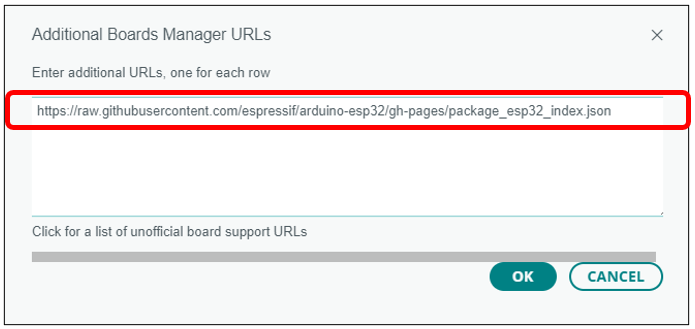 Additional Boards Manager URLs
Enter additional URLs, one for each row
https://raw.githubusercontent.com/espressif/arduino-esp32/gh-pages/package_esp32_index.json
Click for a list of unofficial board support URLs
OK
CANCEL